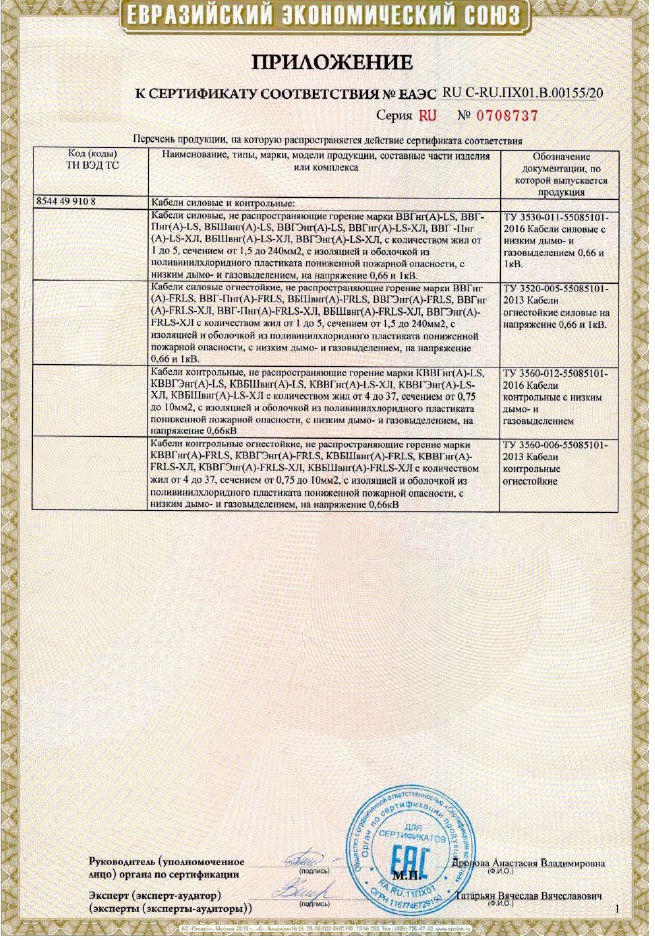 ЕВРАЗИЙСКИЙ ЭКОНОМИЧЕСКИЙ СОЮЗ
ПРИЛОЖЕНИЕ
К СЕРТИФИКАТУ СООТВЕТСТВИЯ № ЕАЭС RU С-RU.ПХ01.В.00155/20
Серия RU № 0708737
Перечень продукции, на которую распространяется действие сертификата соответствия
Код (коды)
ТН ВЭД ТС
Наименование, типы, марки, модели продукции, составные части изделия
или комплекса
Обозначение
документации, по
которой выпускается
продукция
8544 49 910 8
Кабели силовые и контрольные:
Кабели силовые, не распространяющие горение марки ВВГнг(А)-LS, ВВГ-
Пнг(А)-LS, ВБШвнг(А)-LS, ВВГЭнг(А)-LS, ВВГнг(А)-LS-ХЛ, ВВГ -Пнг
(А)-LS-ХЛ, ВБШвнг(А)-LS-ХЛ, ВВГЭнг(А)-LS-ХЛ, с количеством жил от
1 до 5, сечением от 1,5 до 240мм2, с изоляцией и оболочкой из
поливинилхлоридного пластиката пониженной пожарной опасности, с
низким дымо- и газовыделением, на напряжение 0,66 и 1кВ.
ТУ 3530-011-55085101-
2016 Кабели силовые с
низким дымо- и
газовыделением 0,66 и
1кВ.
Кабели силовые огнестойкие, не распространяющие горение марки ВВГнг
(А)-FRLS, ВВГ-Пнг(А)-FRLS, ВБШвнг(А)-FRLS, ВВГЭнг(А)-FRLS, ВВГнг
(А)-FRLS-ХЛ, ВВГ-Пнг(А)-FRLS-ХЛ, ВБШвнг(А)-FRLS-ХЛ, ВВГЭнг(А)-
FRLS-ХЛ с количеством жил от 1 до 5, сечением от 1,5 до 240мм2, с
изоляцией и оболочкой из поливинилхлоридного пластиката пониженной
пожарной опасности, с низким дымо- и газовыделением, на напряжение
0,66 и 1кВ.
ТУ 3520-005-55085101-
2013 Кабели
огнестойкие силовые на
напряжение 0,66 и 1кВ.
Кабели контрольные, не распространяющие горение марки КВВГнг(А)-LS,
КВВГЭнг(А)-LS, КВБШвнг(А)-LS, КВВГнг(А)-LS-ХЛ, КВВГЭнг(А)-LS-
ХЛ, КВБШвнг(А)-LS-ХЛ с количеством жил от 4 до 37, сечением от 0,75
до 10мм2, с изоляцией и оболочкой из поливинилхлоридного пластиката
пониженной пожарной опасности, с низким дымо- и газовыделением, на
напряжение 0,66кВ
ТУ 3560-012-55085101-
2016 Кабели
контрольные с низким
дымо- и
газовыделением
Кабели контрольные огнестойкие, не распространяющие горение марки
КВВГнг(А)-FRLS, КВВГЭнг(А)-FRLS, КВБШвнг(А)-FRLS, КВВГнг(А)-
FRLS-ХЛ, КВВГЭнг(А)-FRLS-ХЛ, КВБШвнг(А)-FRLS-ХЛ с количеством
жил от 4 до 37, сечением от 0,75 до 10мм2, с изоляцией и оболочкой из
поливинилхлоридного пластиката пониженной пожарной опасности, с
низким дымо- и газовыделением, на напряжение 0,66кВ
ТУ 3560-006-55085101-
2013 Кабели
контрольные
огнестойкие
Орган по сертификации продукции
ДЛЯ
СЕРТИФИКАТОВ
ЕАС
RA.RU.11ПХ01
Руководитель (уполномоченное
лицо) органа по сертификации
(подпись)
М.П.
Дронова Анастасия Владимировна
(Ф.И.О.)
Эксперт (эксперт-аудитор)
(эксперты (эксперты-аудиторы))
(подпись)
Татарьян Вячеслав Вячеславович
(Ф.И.О.)
1